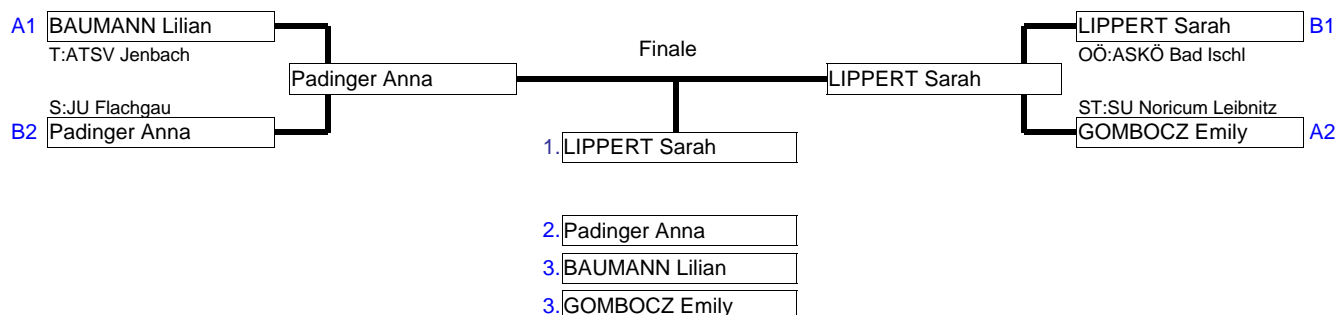 A1 BAUMANN Lilian
T:ATSV Jenbach
Padinger Anna
S:JU Flachgau
B2 Padinger Anna
Finale
LIPPERT Sarah B1
OÖ:ASKÖ Bad Ischl
LIPPERT Sarah
ST:SU Noricum Leibnitz
GOMBOCZ Emily A2
1. LIPPERT Sarah
2. Padinger Anna
3. BAUMANN Lilian
3. GOMBOCZ Emily